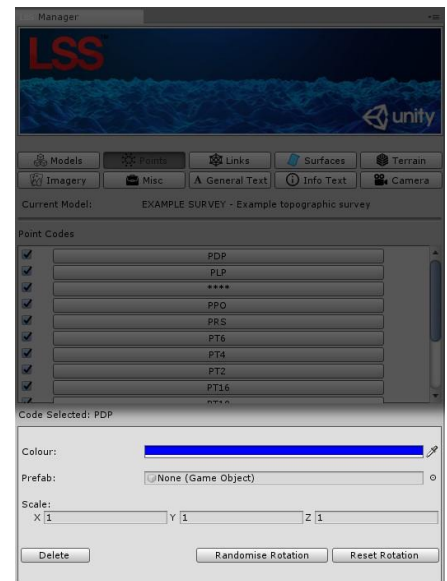 LSS Manager
LSS
unity
Models Points Links Surfaces Terrain
Imagery Misc A General Text Info Text Camera
Current Model: EXAMPLE SURVEY - Example topographic survey
Point Codes
PDP
PLP
****
PPO
PRS
PT6
PT4
PT2
PT16
PT10
Code Selected: PDP
Colour:
Prefab: None (Game Object)
Scale:
X 1 Y 1 Z 1
Delete Randomise Rotation Reset Rotation